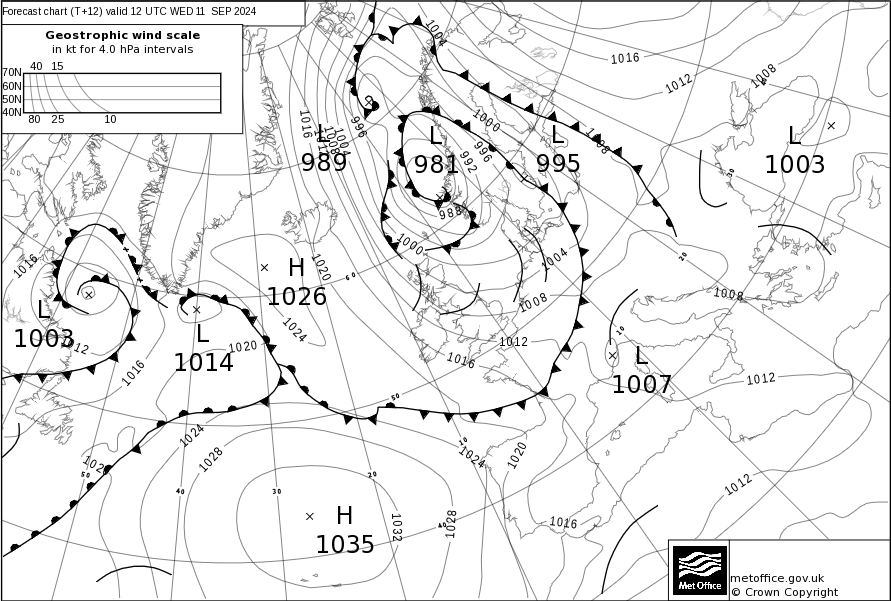 Forecast chart (T+12) valid 12 UTC WED 11 SEP 2024
Geostrophic wind scale
in kt for 4.0 hPa intervals
40 15
70N
60N
50N
40N
80 25 10
1004
1016
1012
1008
1016
996
1000
1008
1004
L
989
L
981
996
992
L
995
1008
L
1003
988
30
1000
1020
60
1016
H
1026
1004
20
1008
1008
L
1003
1012
L
1014
1020
1024
1012
1016
10
L
1007
1016
1012
50
1024
1028
10
1024
1020
50
40
30
20
1012
H
1035
1032
40
1028
1016
Met Office
metoffice.gov.uk
© Crown Copyright